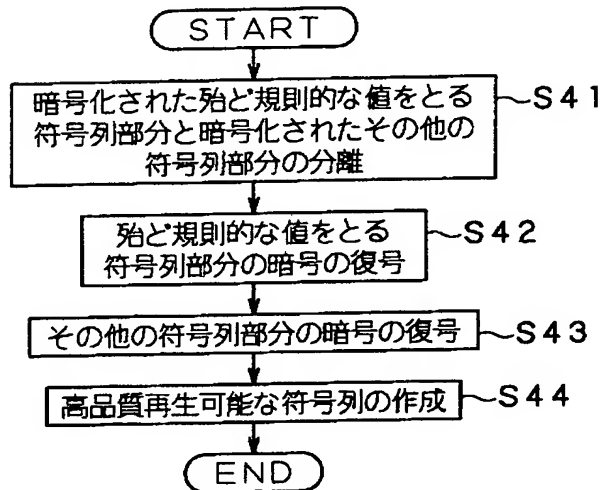 START
暗号化された殆ど規則的な値をとる
符号列部分と暗号化されたその他の
符号列部分の分離
S41
殆ど規則的な値をとる
符号列部分の暗号の復号
S42
その他の符号列部分の暗号の復号
S43
高品質再生可能な符号列の作成
S44
END